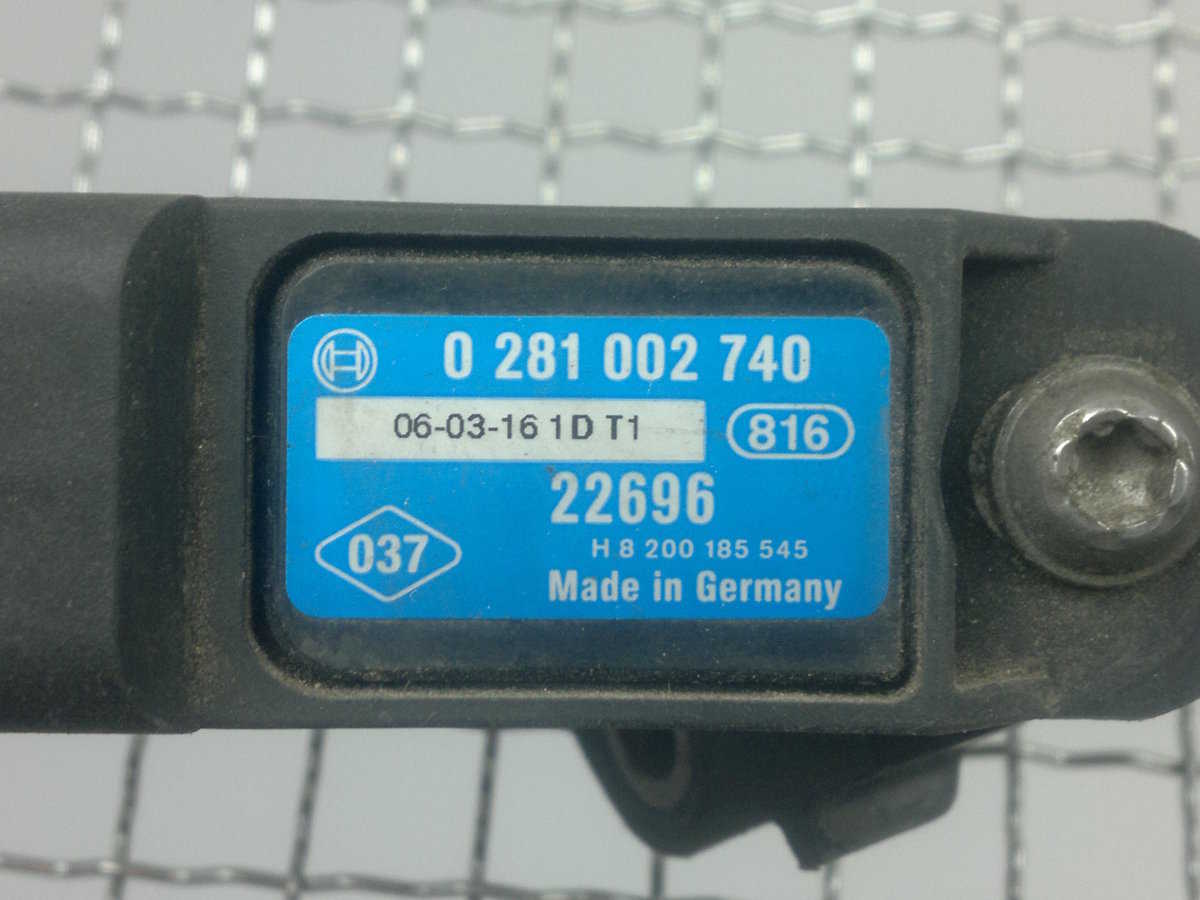 0 281 002 740
06-03-16 1D T1
816
22696
037
H 8 200 185 545
Made in Germany